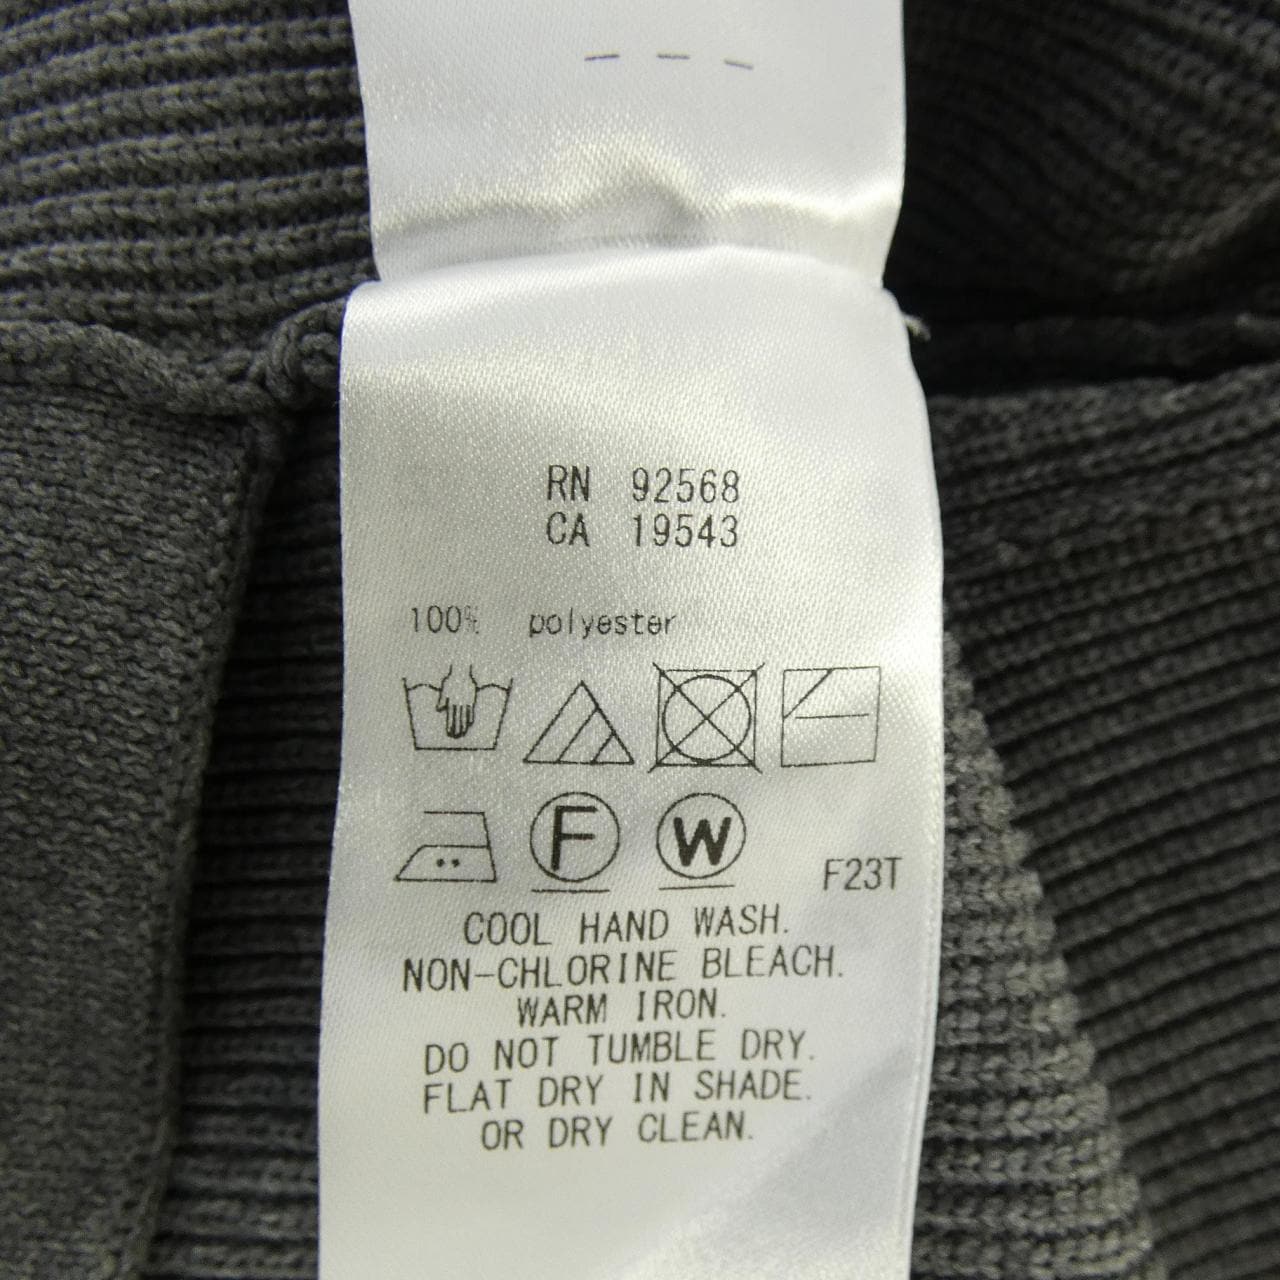 RN 92568
CA 19543
100% polyester
F W
F23T
COOL HAND WASH.
NON-CHLORINE BLEACH.
WARM IRON.
DO NOT TUMBLE DRY.
FLAT DRY IN SHADE.
OR DRY CLEAN.